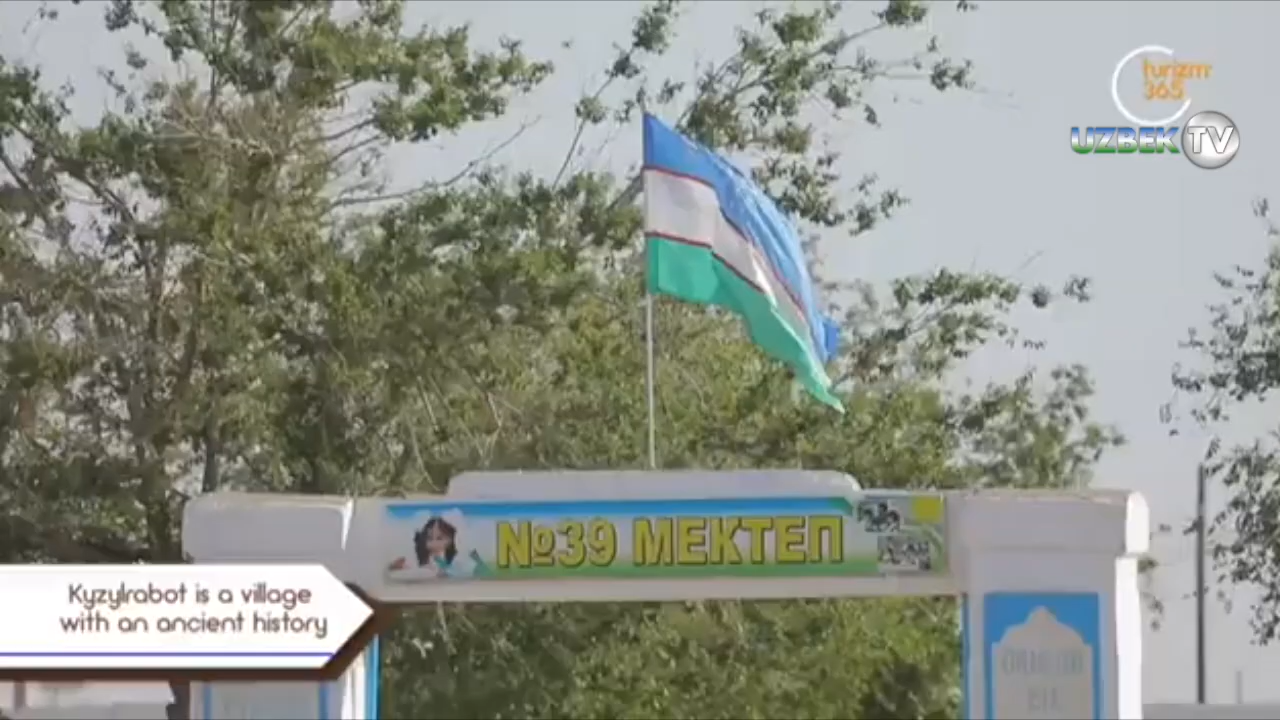 turizm
365
UZBEK TV
№39 МЕКТЕП
Kyzylrabot is a village
with an ancient history